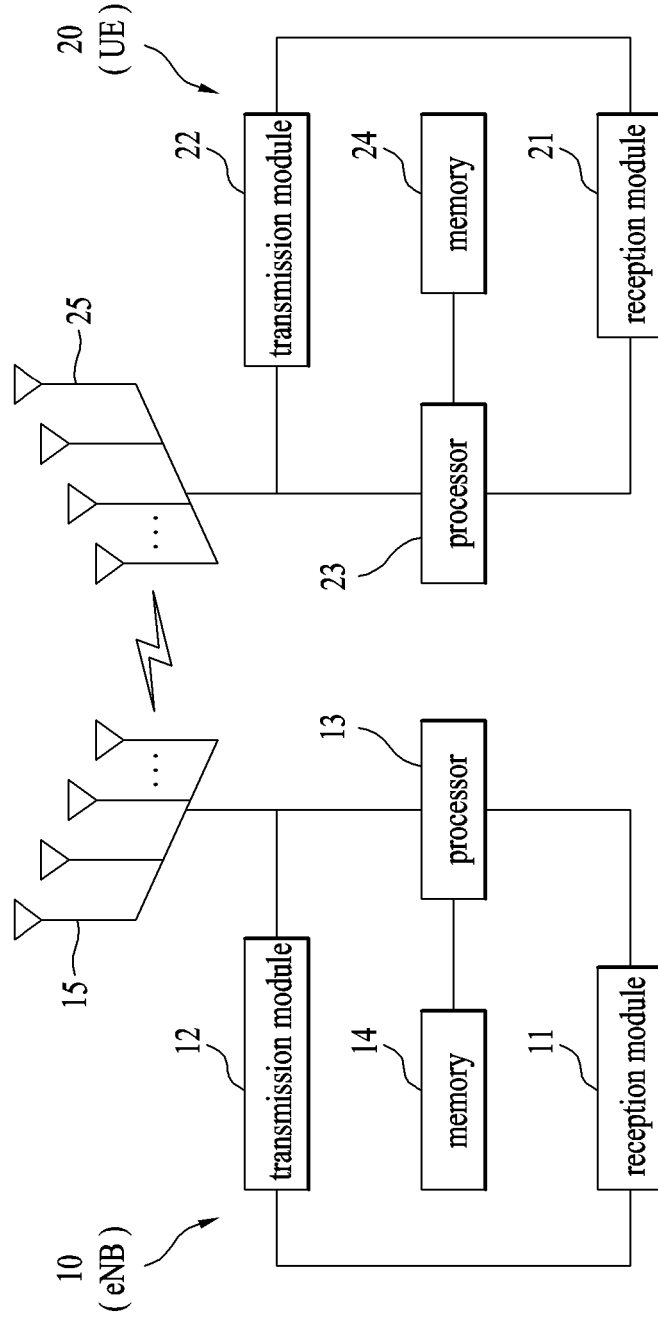 10
( eNB )
15
25
20
( UE )
12
22
transmission module
transmission module
...
...
13
14
24
23
memory
processor
processor
memory
11
21
reception module
reception module